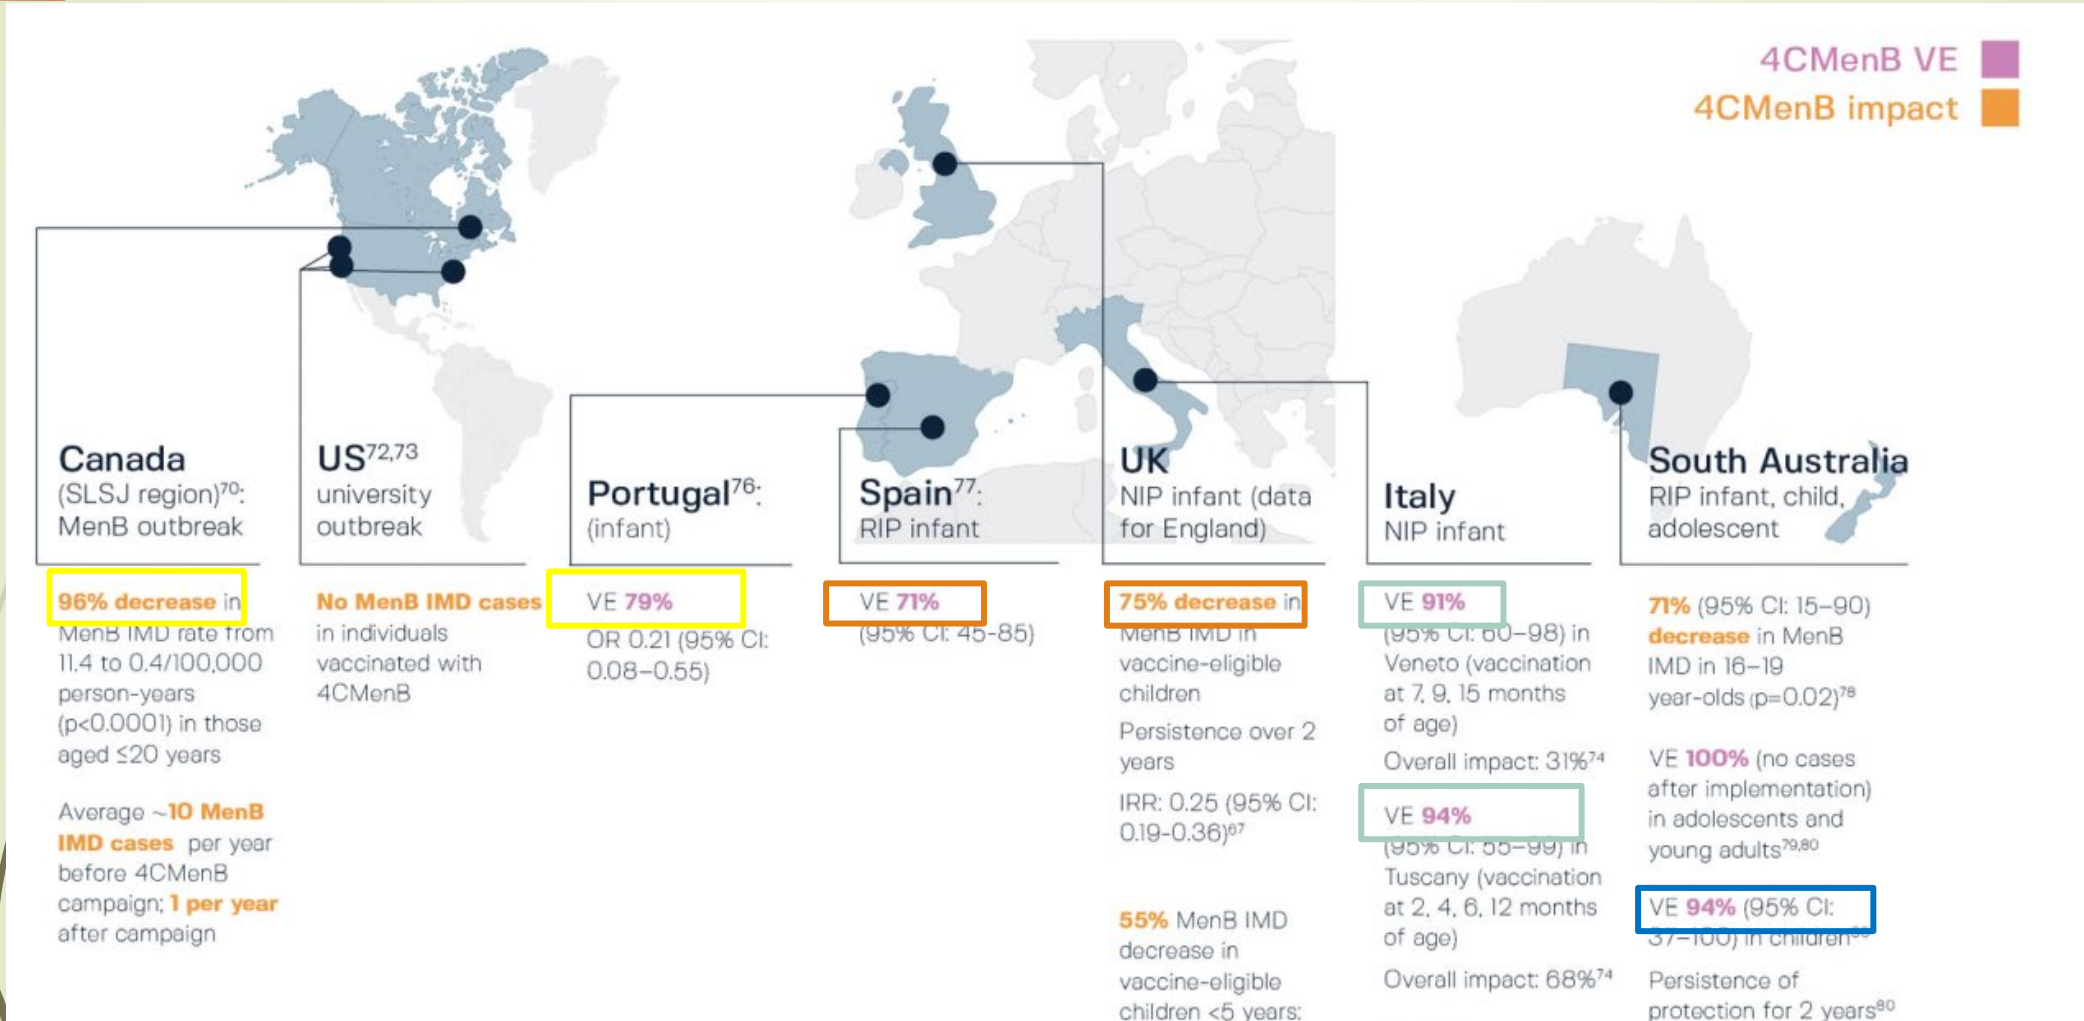 4CMenB VE
4CMenB impact
Canada
(SLSJ region)70:
MenB outbreak
96% decrease in
MenB IMD rate from
11.4 to 0.4/100,000
person-years
(p<0.0001) in those
aged ≤20 years
Average ~10 MenB
IMD cases per year
before 4CMenB
campaign; 1 per year
after campaign
US72,73
university
outbreak
No MenB IMD cases
in individuals
vaccinated with
4CMenB
Portugal76:
(infant)
VE 79%
OR 0.21 (95% CI:
0.08–0.55)
Spain77:
RIP infant
VE 71%
(95% CI: 45-85)
UK
NIP infant (data
for England)
75% decrease in
MenB IMD in
vaccine-eligible
children
Persistence over 2
years
IRR: 0.25 (95% CI:
0.19-0.36)67
55% MenB IMD
decrease in
vaccine-eligible
children <5 years:
Italy
NIP infant
VE 91%
(95% CI: 60–98) in
Veneto (vaccination
at 7, 9, 15 months
of age)
Overall impact: 31%74
VE 94%
(95% CI: 55–99) in
Tuscany (vaccination
at 2, 4, 6, 12 months
of age)
Overall impact: 68%74
South Australia
RIP infant, child,
adolescent
71% (95% CI: 15–90)
decrease in MenB
IMD in 16–19
year-olds (p=0.02)78
VE 100% (no cases
after implementation)
in adolescents and
young adults79,80
VE 94% (95% CI:
37–100) in children
Persistence of
protection for 2 years80